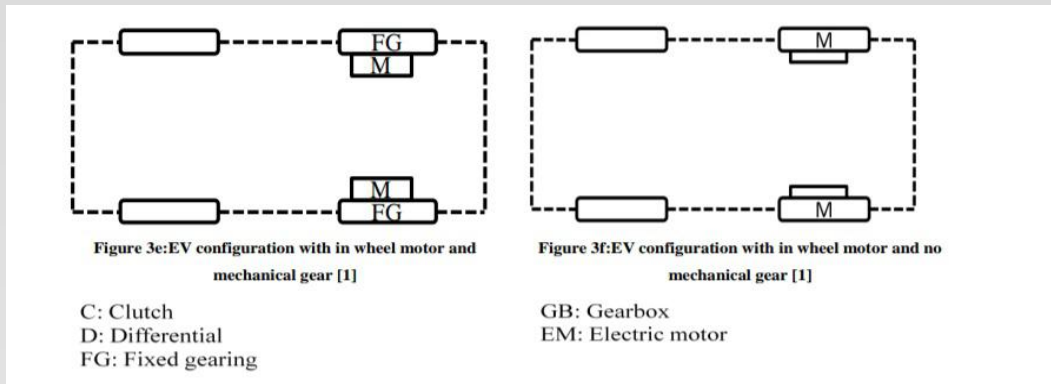 FG
M
M
M
FG
M
Figure 3e:EV configuration with in wheel motor and
mechanical gear [1]
Figure 3f:EV configuration with in wheel motor and no
mechanical gear [1]
C: Clutch
D: Differential
FG: Fixed gearing
GB: Gearbox
EM: Electric motor